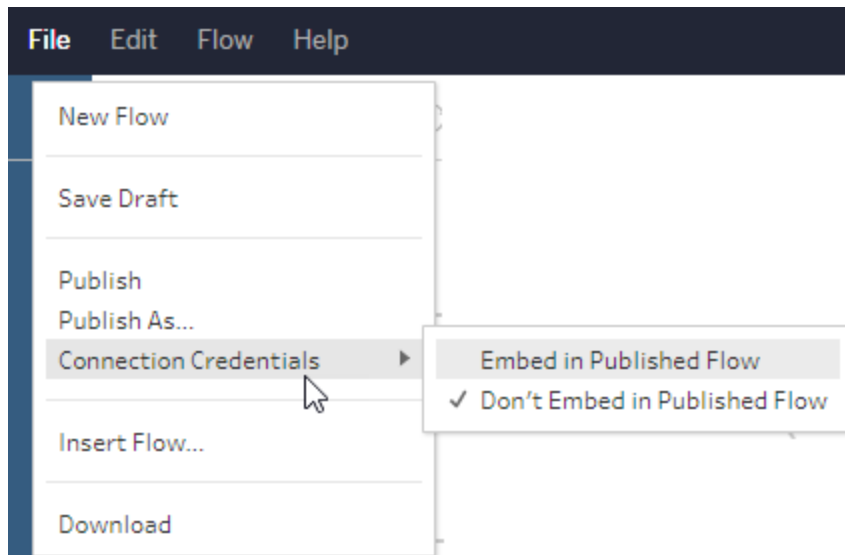 File Edit Flow Help
New Flow
Save Draft
Publish
Publish As...
Connection Credentials
Embed in Published Flow
Don't Embed in Published Flow
Insert Flow...
Download